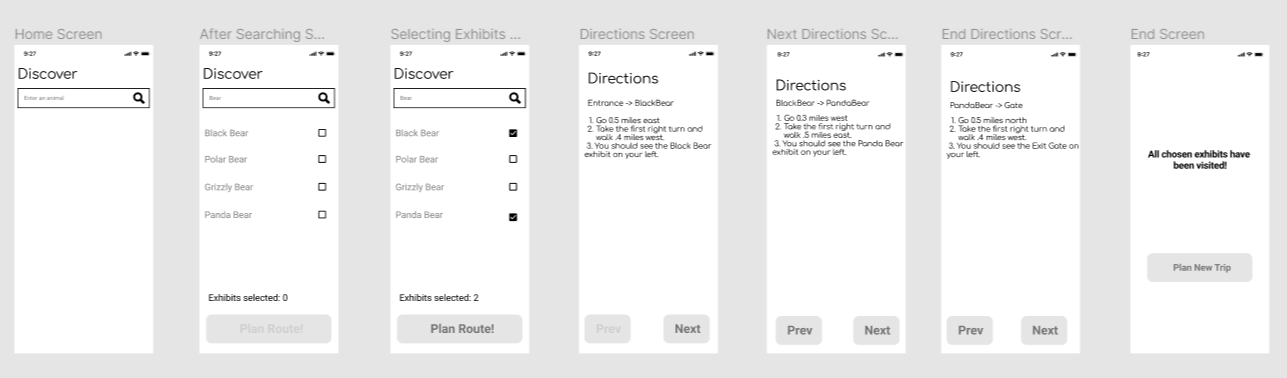 Home Screen
9:27
Discover
Enter an animal
After Searching S...
9:27
Discover
Bear
Black Bear
Polar Bear
Grizzly Bear
Panda Bear
Exhibits selected: 0
Plan Route!
Selecting Exhibits ...
9:27
Discover
Bear
Black Bear
Polar Bear
Grizzly Bear
Panda Bear
Exhibits selected: 2
Plan Route!
Directions Screen
9:27
Directions
Entrance -> BlackBear
1. Go 0.5 miles east
2. Take the first right turn and
walk .4 miles west.
3. You should see the Black Bear
exhibit on your left.
Prev
Next
Next Directions Sc...
9:27
Directions
BlackBear -> PandaBear
1. Go 0.3 miles west
2. Take the first right turn and
walk .5 miles east.
3. You should see the Panda Bear
exhibit on your left.
Prev
Next
End Directions Scr...
9:27
Directions
PandaBear -> Gate
1. Go 0.5 miles north
2. Take the first right turn and
walk .4 miles west.
3. You should see the Exit Gate on
your left.
Prev
Next
End Screen
9:27
All chosen exhibits have
been visited!
Plan New Trip